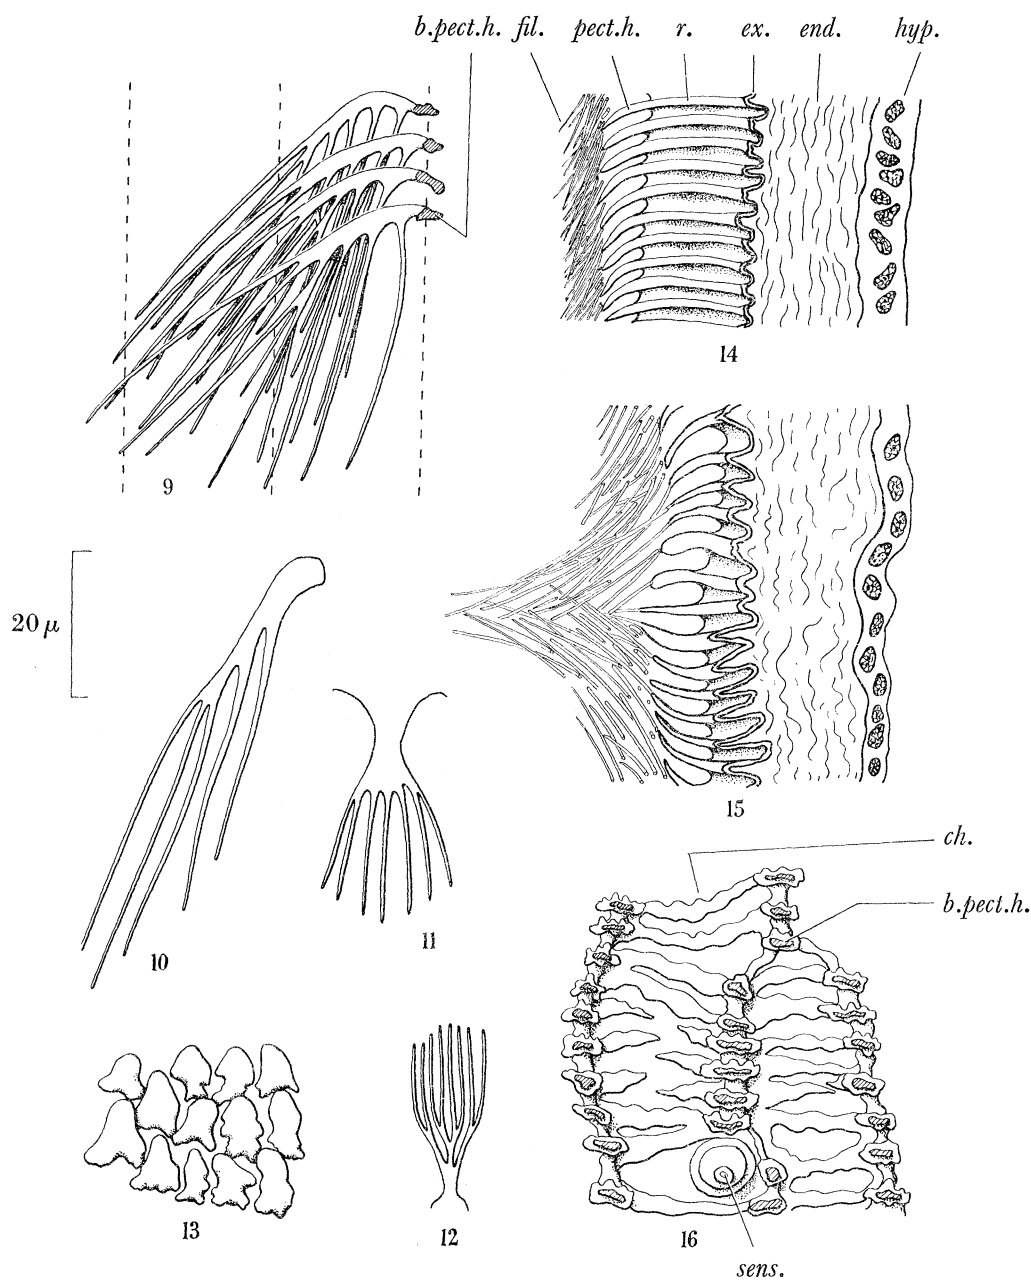 b.pect.h. fil. pect.h. r. ex. end. hyp.
14
9
20 μ
15
ch.
b.pect.h.
11
10
13
12
16
sens.